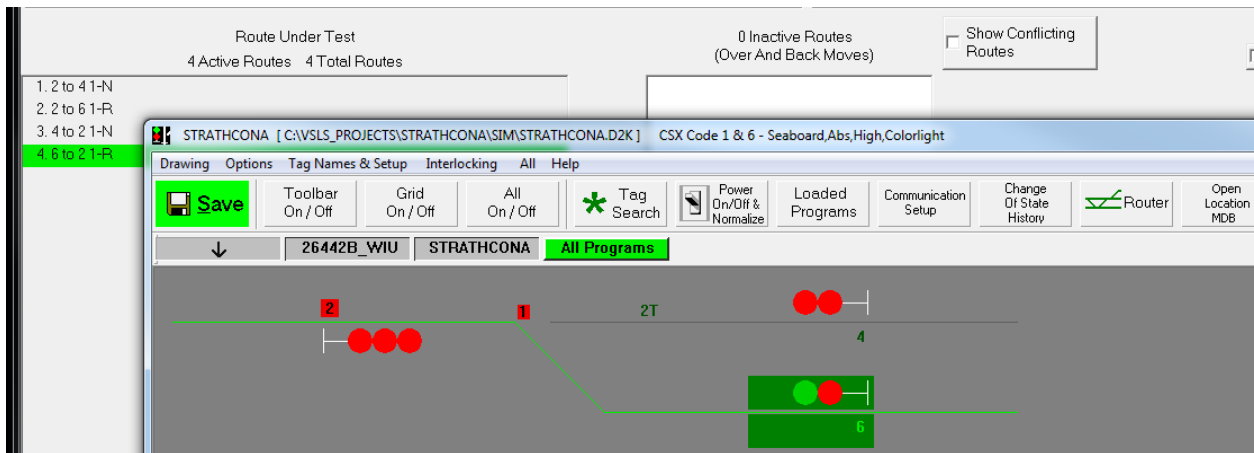 Route Under Test
4 Active Routes 4 Total Routes
0 Inactive Routes
(Over And Back Moves)
Show Conflicting
Routes
1. 2 to 4 1-N
2. 2 to 6 1-R
3. 4 to 2 1-N
4. 6 to 2 1-R
STRATHCONA [ C:\VSLS_PROJECTS\STRATHCONA\SIM\STRATHCONA.D2K ] CSX Code 1 & 6 - Seaboard,Abs,High,Colorlight
Drawing Options Tag Names & Setup Interlocking All Help
Save
Toolbar
On / Off
Grid
On / Off
All
On / Off
Tag
Search
Power
On/Off &
Normalize
Loaded
Programs
Communication
Setup
Change
Of State
History
Router
Open
Location
MDB
26442B_WIU STRATHCONA All Programs
2 1 2T
4
6